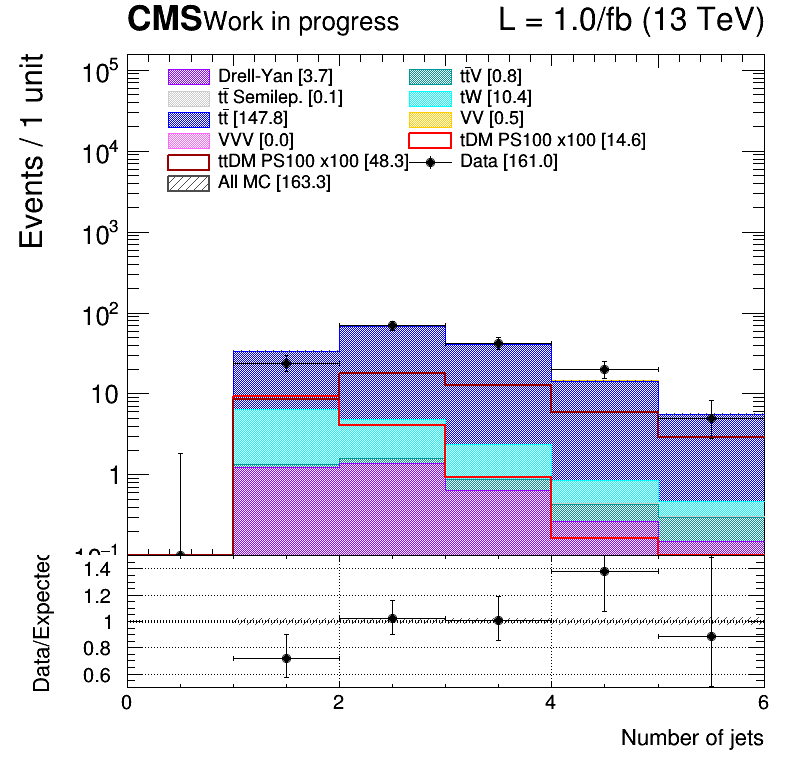 CMS Work in progress L = 1.0/fb (13 TeV)
Events / 1 unit
10⁵
10⁴
10³
10²
10
1
10⁻¹
Drell-Yan [3.7] tt̄V [0.8]
tt̄ Semilep. [0.1] tW [10.4]
tt̄ [147.8] VV [0.5]
VVV [0.0] tDM PS100 x100 [14.6]
ttDM PS100 x100 [48.3] Data [161.0]
All MC [163.3]
Data/Expected
1.4
1.2
1
0.8
0.6
0 2 4 6
Number of jets